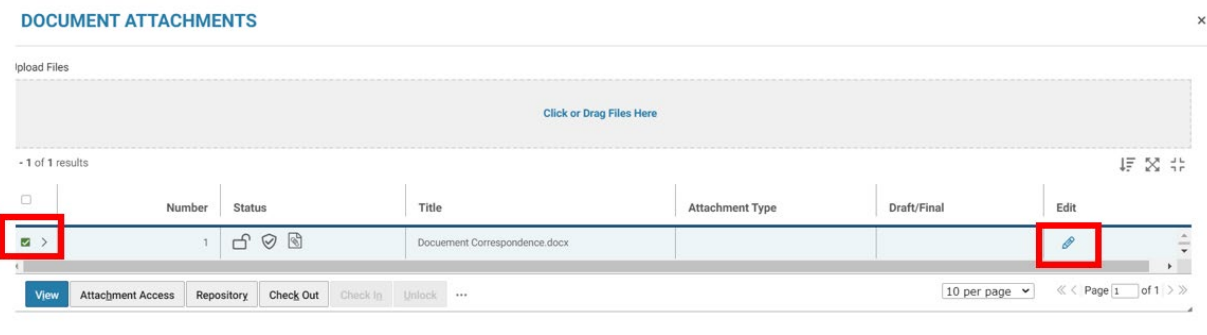 DOCUMENT ATTACHMENTS
pload Files
Click or Drag Files Here
- 1 of 1 results
Number Status Title Attachment Type Draft/Final Edit
1 Docuement Correspondence.docx
View Attachment Access Repository Check Out Check In Unlock ... 10 per page Page 1 of 1